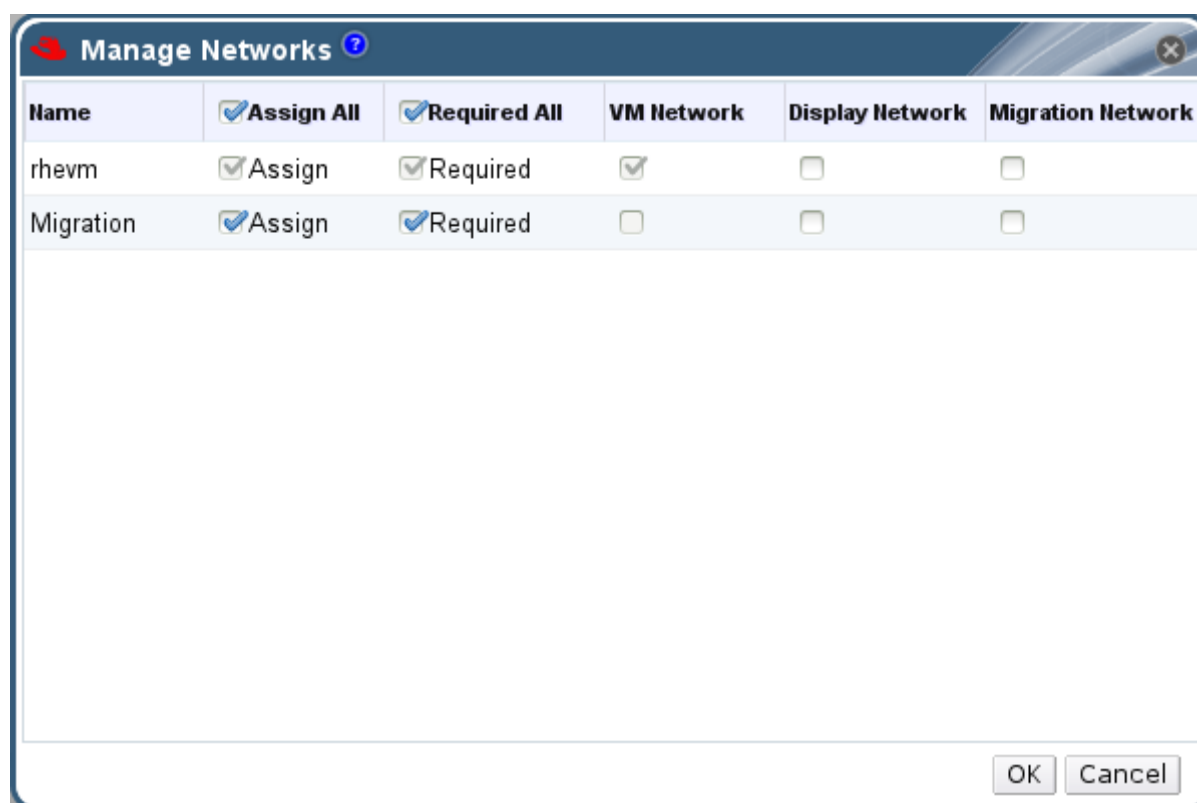 Manage Networks ?
Name Assign All Required All VM Network Display Network Migration Network
rhevm Assign Required
Migration Assign Required
OK Cancel